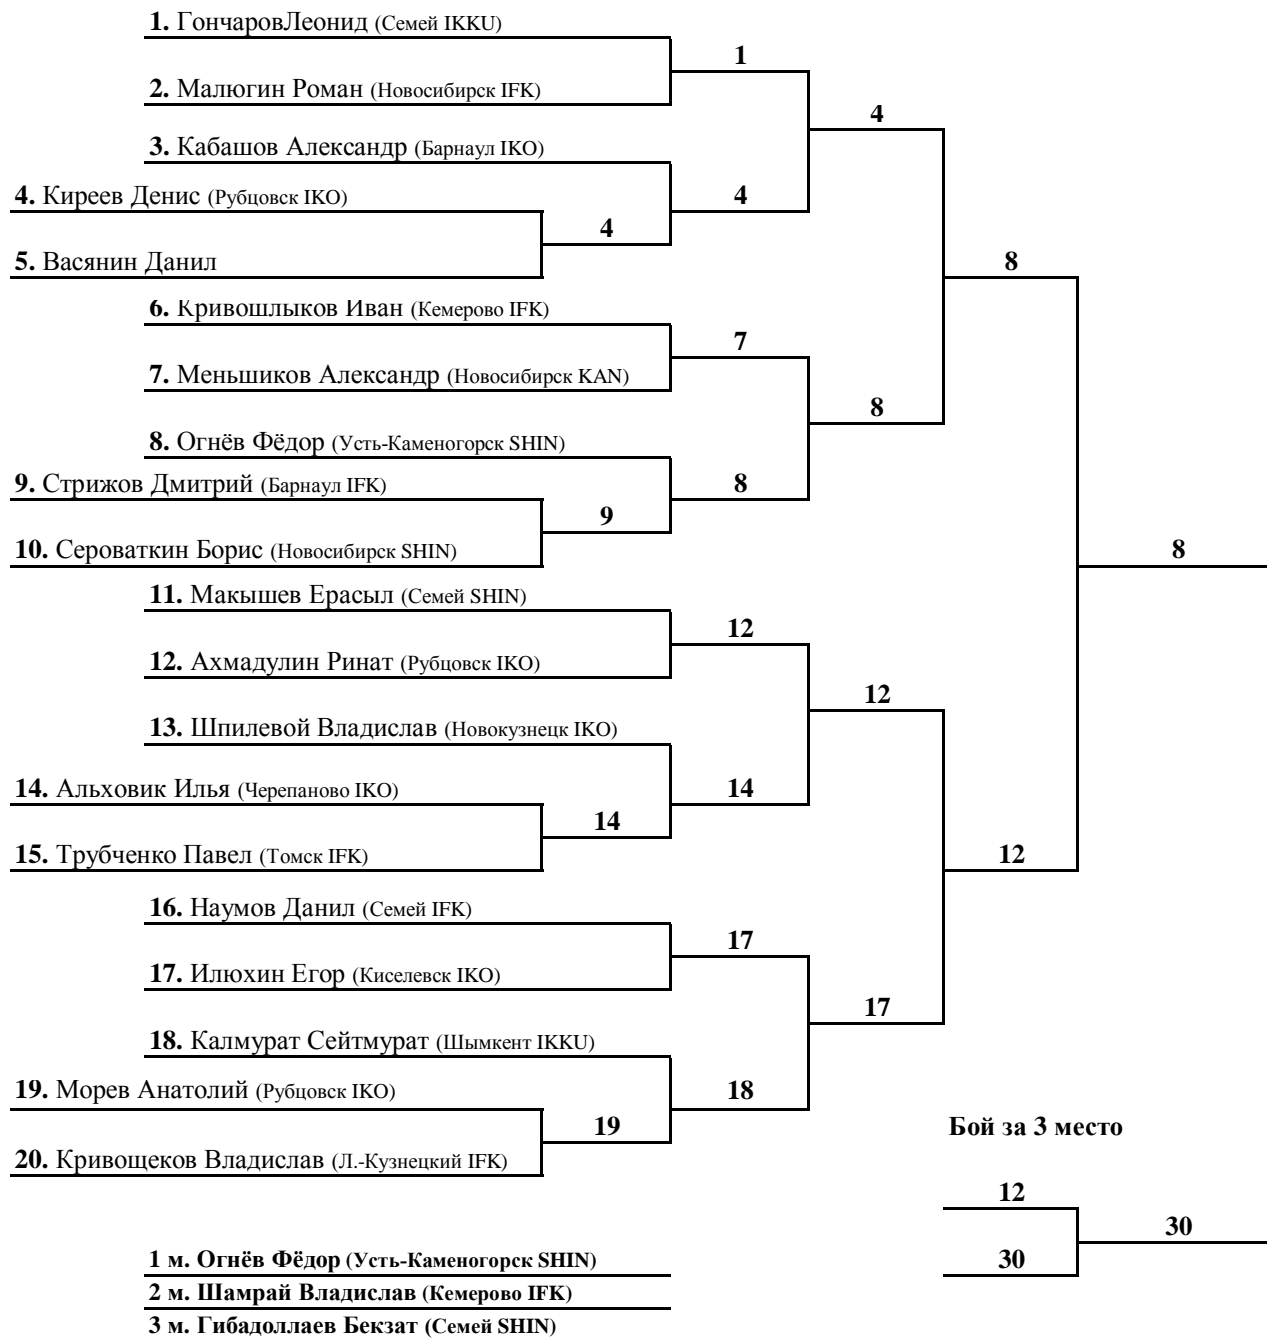 1. ГончаровЛеонид (Семей IKKU)
1
2. Малюгин Роман (Новосибирск IFK)
4
3. Кабашов Александр (Барнаул IKO)
4. Киреев Денис (Рубцовск IKO)
4
4
5. Васянин Данил
8
6. Кривошлыков Иван (Кемерово IFK)
7
7. Меньшиков Александр (Новосибирск KAN)
8
8. Огнёв Фёдор (Усть-Каменогорск SHIN)
9. Стрижов Дмитрий (Барнаул IFK)
8
9
10. Сероваткин Борис (Новосибирск SHIN)
8
11. Макышев Ерасыл (Семей SHIN)
12
12. Ахмадулин Ринат (Рубцовск IKO)
12
13. Шпилевой Владислав (Новокузнецк IKO)
14. Альховик Илья (Черепаново IKO)
14
14
15. Трубченко Павел (Томск IFK)
12
16. Наумов Данил (Семей IFK)
17
17. Илюхин Егор (Киселевск IKO)
17
18. Калмурат Сейтмурат (Шымкент IKKU)
19. Морев Анатолий (Рубцовск IKO)
18
19
Бой за 3 место
20. Кривощеков Владислав (Л.-Кузнецкий IFK)
12
30
30
1 м. Огнёв Фёдор (Усть-Каменогорск SHIN)
2 м. Шамрай Владислав (Кемерово IFK)
3 м. Гибадоллаев Бекзат (Семей SHIN)